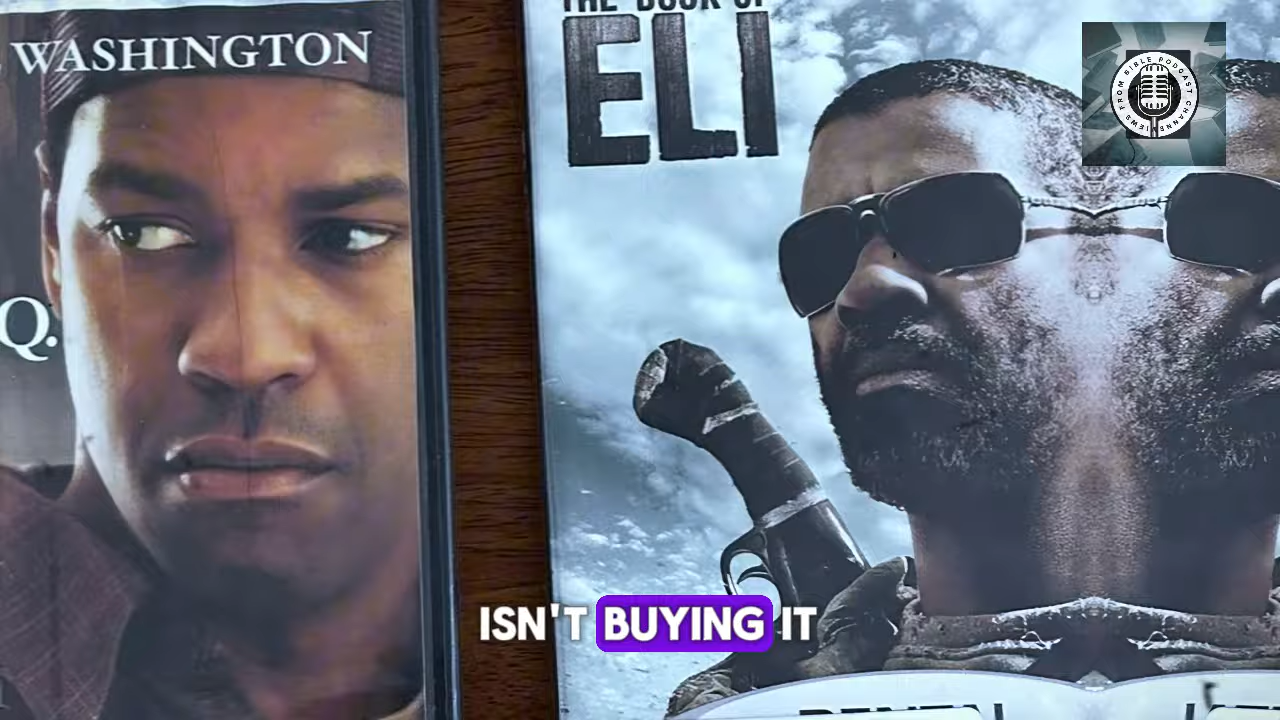 WASHINGTON
Q.
THE BOOK OF
ELI
ISN'T BUYING IT